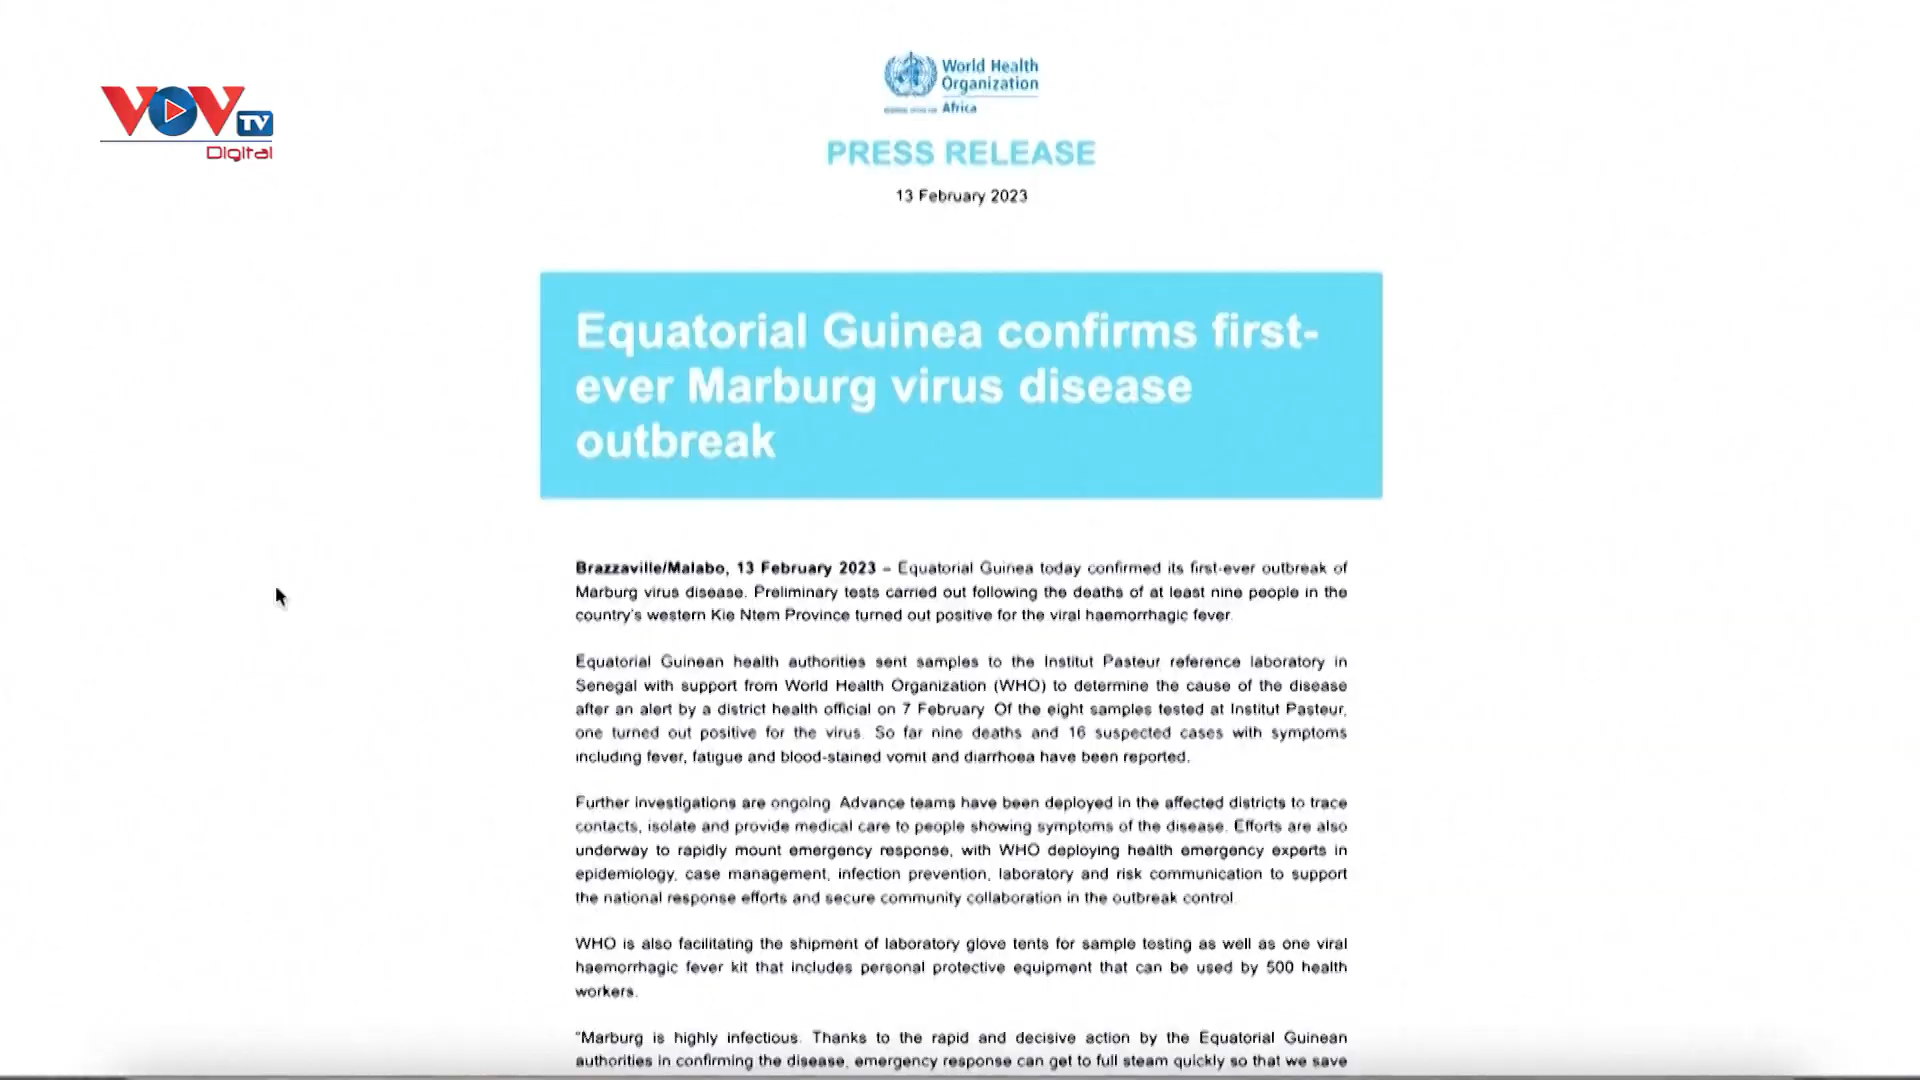 VOV TV
Digital
World Health
Organization
Africa
PRESS RELEASE
13 February 2023
Equatorial Guinea confirms first-
ever Marburg virus disease
outbreak
Brazzaville/Malabo, 13 February 2023 – Equatorial Guinea today confirmed its first-ever outbreak of
Marburg virus disease. Preliminary tests carried out following the deaths of at least nine people in the
country's western Kie Ntem Province turned out positive for the viral haemorrhagic fever.
Equatorial Guinean health authorities sent samples to the Institut Pasteur reference laboratory in
Senegal with support from World Health Organization (WHO) to determine the cause of the disease
after an alert by a district health official on 7 February. Of the eight samples tested at Institut Pasteur,
one turned out positive for the virus. So far nine deaths and 16 suspected cases with symptoms
including fever, fatigue and blood-stained vomit and diarrhoea have been reported.
Further investigations are ongoing. Advance teams have been deployed in the affected districts to trace
contacts, isolate and provide medical care to people showing symptoms of the disease. Efforts are also
underway to rapidly mount emergency response, with WHO deploying health emergency experts in
epidemiology, case management, infection prevention, laboratory and risk communication to support
the national response efforts and secure community collaboration in the outbreak control.
WHO is also facilitating the shipment of laboratory glove tents for sample testing as well as one viral
haemorrhagic fever kit that includes personal protective equipment that can be used by 500 health
workers.
"Marburg is highly infectious. Thanks to the rapid and decisive action by the Equatorial Guinean
authorities in confirming the disease, emergency response can get to full steam quickly so that we save